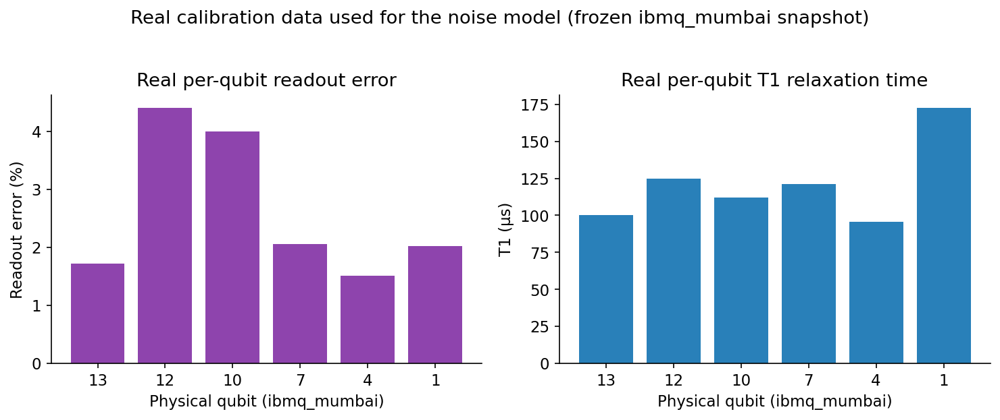 Real calibration data used for the noise model (frozen ibmq_mumbai snapshot)
Real per-qubit readout error
Readout error (%)
4
3
2
1
0
13 12 10 7 4 1
Physical qubit (ibmq_mumbai)
Real per-qubit T1 relaxation time
T1 (µs)
175
150
125
100
75
50
25
0
13 12 10 7 4 1
Physical qubit (ibmq_mumbai)